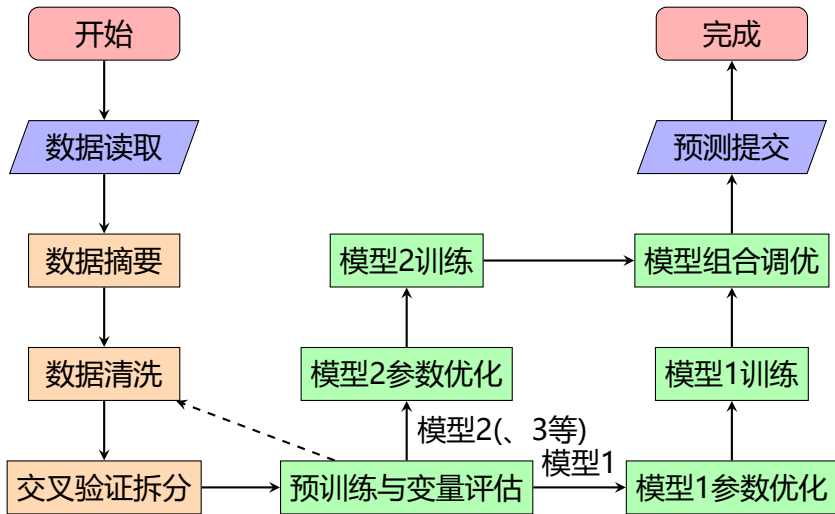 开始
完成
数据读取
预测提交
数据摘要
模型2训练
模型组合调优
数据清洗
模型2参数优化
模型1训练
模型2(、3等)
模型1
交叉验证拆分
预训练与变量评估
模型1参数优化